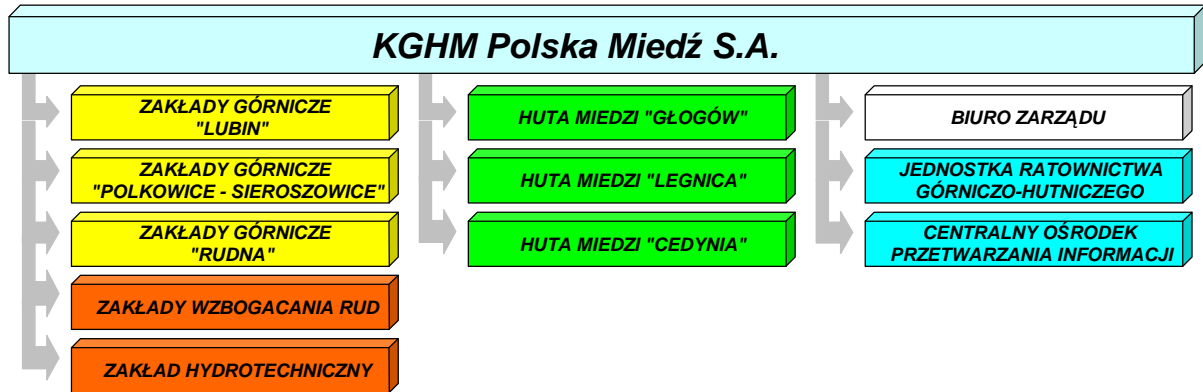 KGHM Polska Miedź S.A.
ZAKŁADY GÓRNICZE
"LUBIN"
ZAKŁADY GÓRNICZE
"POLKOWICE - SIEROSZOWICE"
ZAKŁADY GÓRNICZE
"RUDNA"
ZAKŁADY WZBOGACANIA RUD
ZAKŁAD HYDROTECHNICZNY
HUTA MIEDZI "GŁOGÓW"
HUTA MIEDZI "LEGNICA"
HUTA MIEDZI "CEDYNIA"
BIURO ZARZĄDU
JEDNOSTKA RATOWNICTWA
GÓRNICZO-HUTNICZEGO
CENTRALNY OŚRODEK
PRZETWARZANIA INFORMACJI